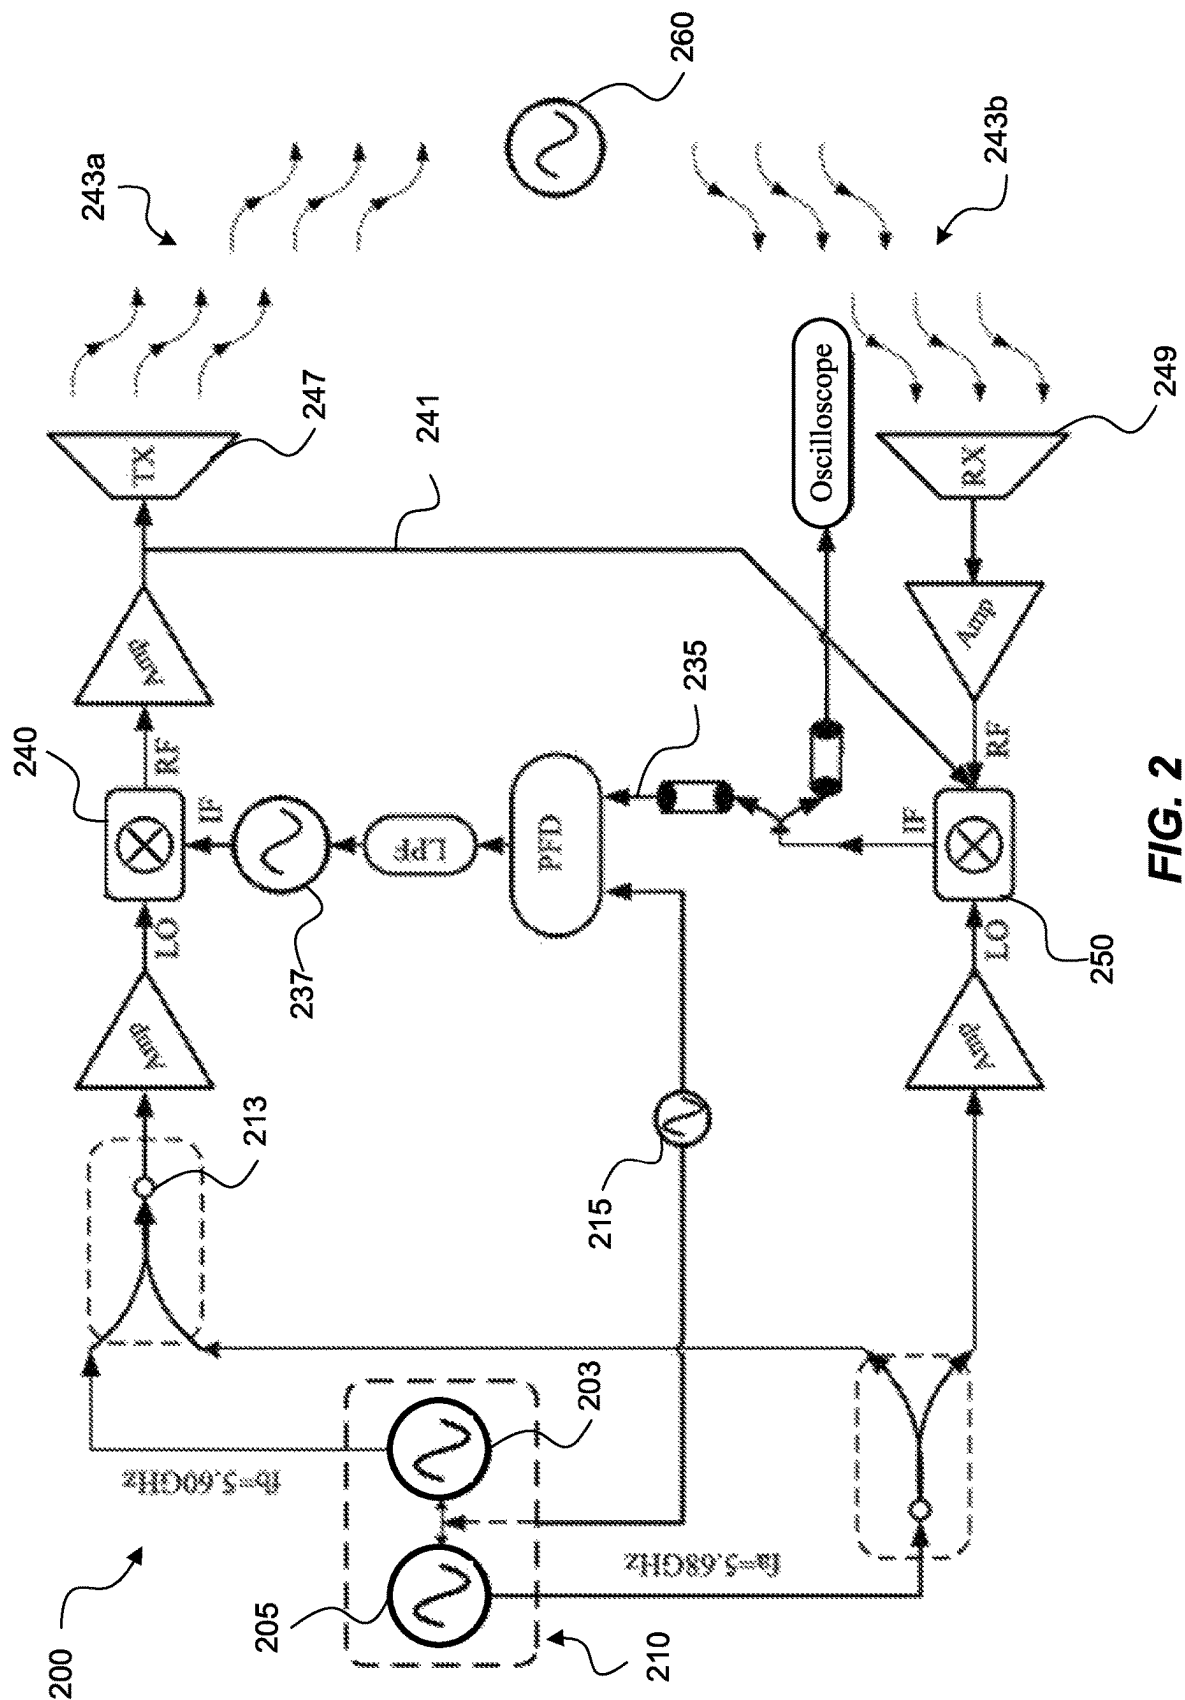 200
205
203
210
fb=5.60GHz
fa=5.68GHz
213
215
Amp
LO
240
RF
IF
237
LPF
PFD
235
Amp
TX
247
241
243a
260
243b
Oscilloscope
RX
249
Amp
RF
IF
250
LO
Amp
FIG. 2